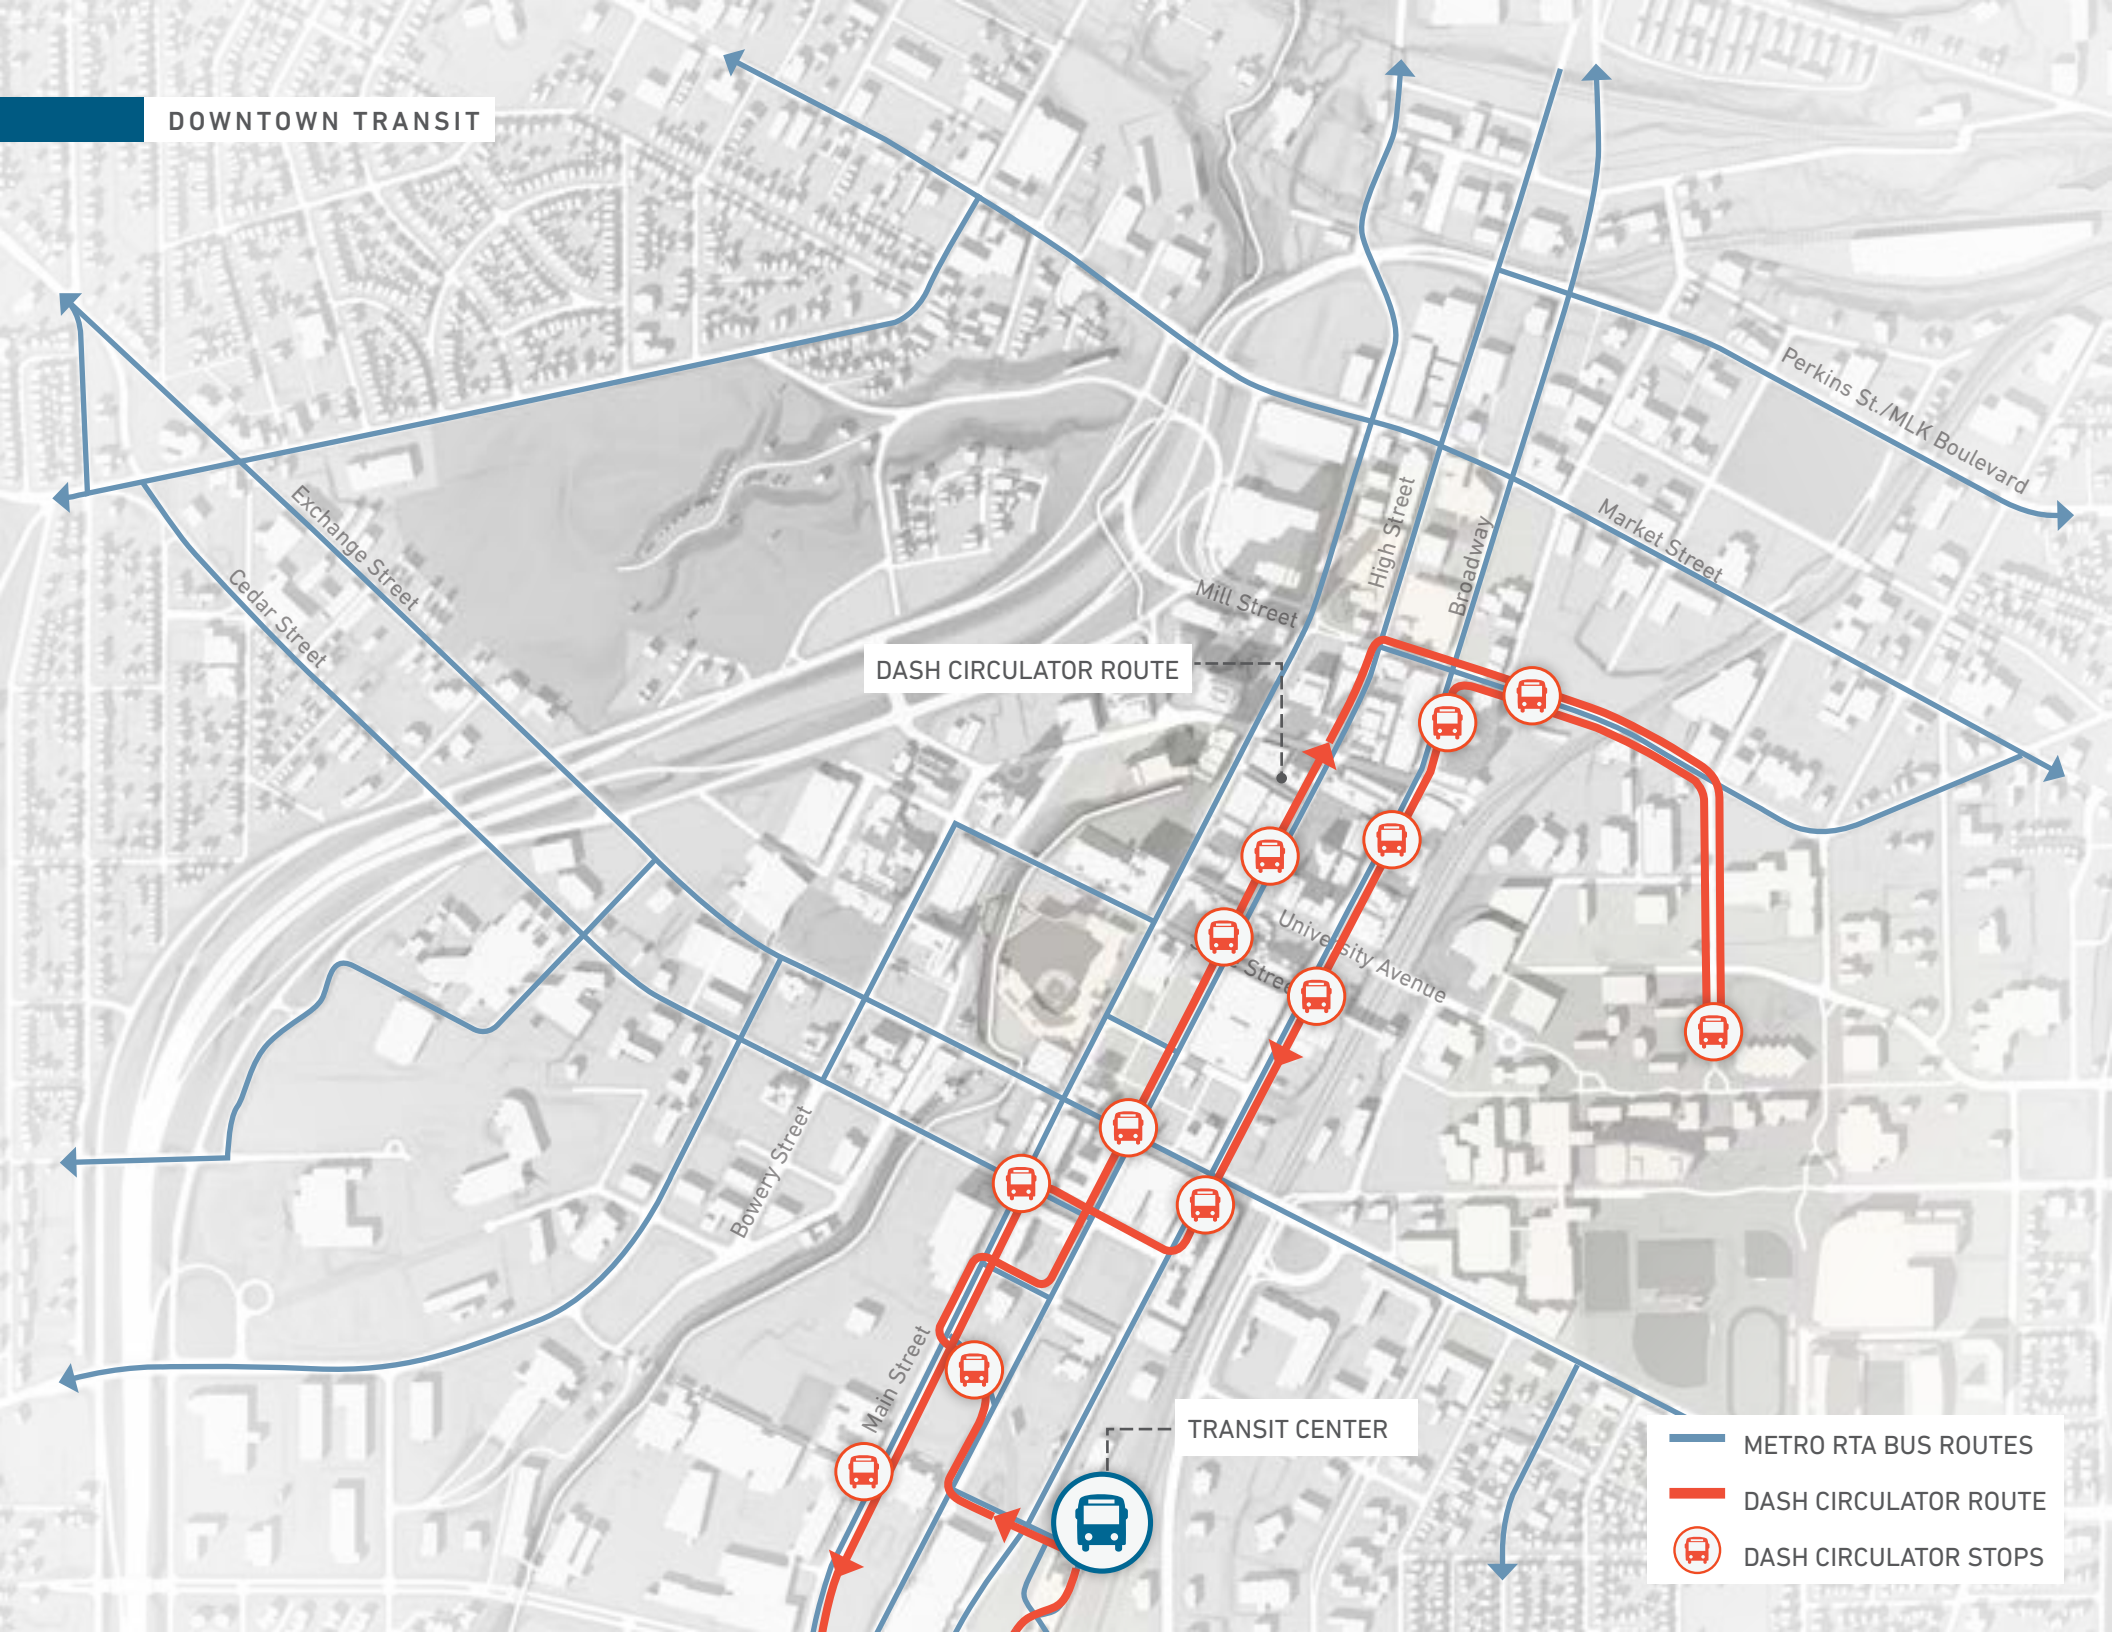 DOWNTOWN TRANSIT
Perkins St./MLK Boulevard
High Street
Exchange Street
Market Street
Broadway
Cedar Street
Mill Street
DASH CIRCULATOR ROUTE
University Avenue
Street
Bowery Street
Main Street
TRANSIT CENTER
METRO RTA BUS ROUTES
DASH CIRCULATOR ROUTE
DASH CIRCULATOR STOPS